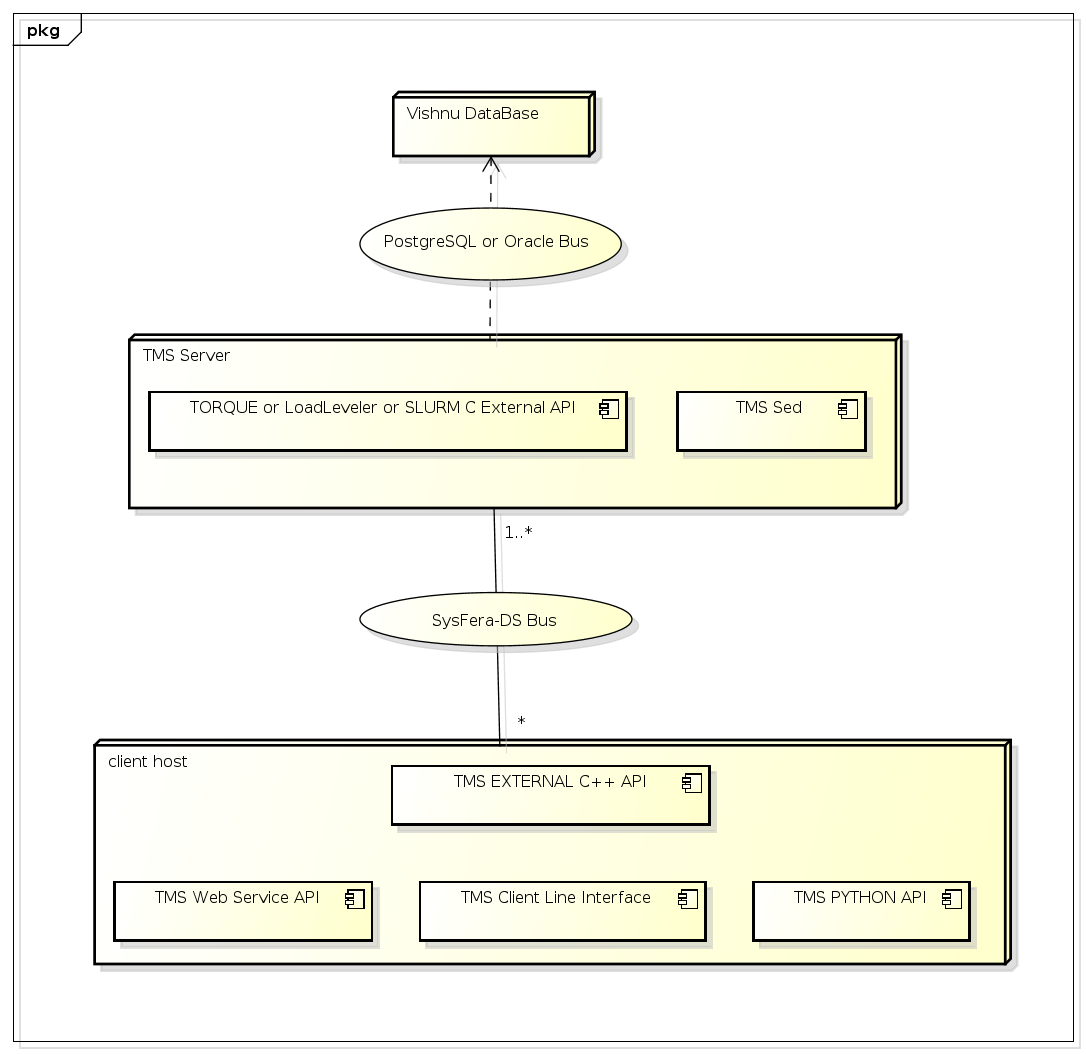 pkg
Vishnu DataBase
PostgreSQL or Oracle Bus
TMS Server
TORQUE or LoadLeveler or SLURM C External API
TMS Sed
1..*
SysFera-DS Bus
*
client host
TMS EXTERNAL C++ API
TMS Web Service API
TMS Client Line Interface
TMS PYTHON API